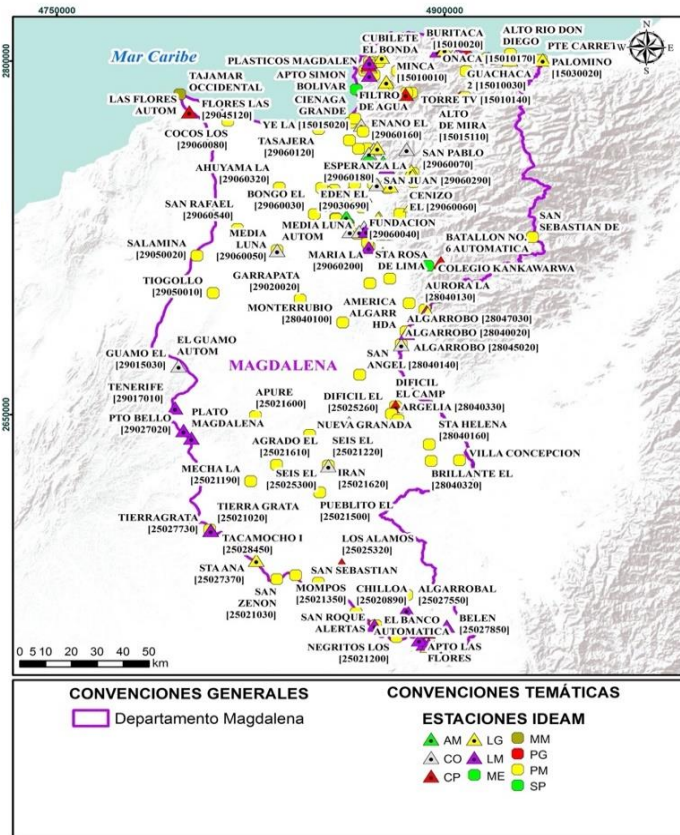 4750000
4900000
2800000
2650000
Mar Caribe
CUBILETE
EL BONDA
BURITACA
[15010020]
ALTO RIO DON
DIEGO
PTE CARRET
PALOMINO
[15030020]
PLASTICOS MAGDALEN
MINCA
[15010010]
ONACA [15010170]
GUACHACA
2 [15010030]
TAJAMAR
OCCIDENTAL
APTO SIMON
BOLIVAR
LAS FLORES
AUTOM
FLORES LAS
[29045120]
CIENAGA
GRANDE
FILTRO
DE AGUA
TORRE TV [15010140]
YE LA [15015020]
ENANO EL
[29060160]
ALTO
DE MIRA
[15015110]
COCOS LOS
[29060080]
TASAJERA
[29060120]
SAN PABLO
[29060070]
AHUYAMA LA
[29060320]
ESPERANZA LA
[29060180]
SAN JUAN [29060290]
BONGO EL
[29060030]
EDEN EL
[29030690]
CENIZO
EL [29060060]
SAN RAFAEL
[29060540]
MEDIA LUNA
AUTOM
FUNDACION
[29060040]
SAN
SEBASTIAN DE
SALAMINA
[29050020]
MEDIA
LUNA
[29060050]
MARIA LA
[29060200]
STA ROSA
DE LIMA
BATALLON NO.
6 AUTOMATICA
COLEGIO KANKAWARWA
TIOGOLLO
[29050010]
GARRAPATA
[29020020]
AURORA LA
[28040130]
MONTERRUBIO
[28040100]
AMERICA
ALGARR
HDA
ALGARROBO [28047030]
ALGARROBO [28040020]
ALGARROBO [28045020]
EL GUAMO
AUTOM
GUAMO EL
[29015030]
MAGDALENA
SAN
ANGEL [28040140]
TENERIFE
[29017010]
APURE
[25021600]
DIFICIL EL
[25025260]
DIFICIL
EL CAMP
ARGELIA [28040330]
PTO BELLO
[29027020]
PLATO
MAGDALENA
NUEVA GRANADA
STA HELENA
[28040160]
AGRADO EL
[25021610]
SEIS EL
[25021220]
VILLA CONCEPCION
MECHA LA
[25021190]
SEIS EL
[25025300]
IRAN
[25021620]
BRILLANTE EL
[28040320]
TIERRA GRATA
[25021020]
PUEBLITO EL
[25021500]
TIERRAGRATA
[25027730]
TACAMOCHO I
[25028450]
LOS ALAMOS
[25025320]
STA ANA
[25027370]
SAN SEBASTIAN
SAN
ZENON
[25021030]
MOMPOS
[25021350]
CHILLOA
[25020890]
ALGARROBAL
[25027550]
SAN ROQUE
ALERTAS
EL BANCO
AUTOMATICA
BELEN
[25027850]
NEGRITOS LOS
[25021200]
APTO LAS
FLORES
N
W
E
S
0 5 10 20 30 40 50
km
CONVENCIONES GENERALES
Departamento Magdalena
CONVENCIONES TEMÁTICAS
ESTACIONES IDEAM
AM LG MM
CO LM PG
CP ME PM
SP